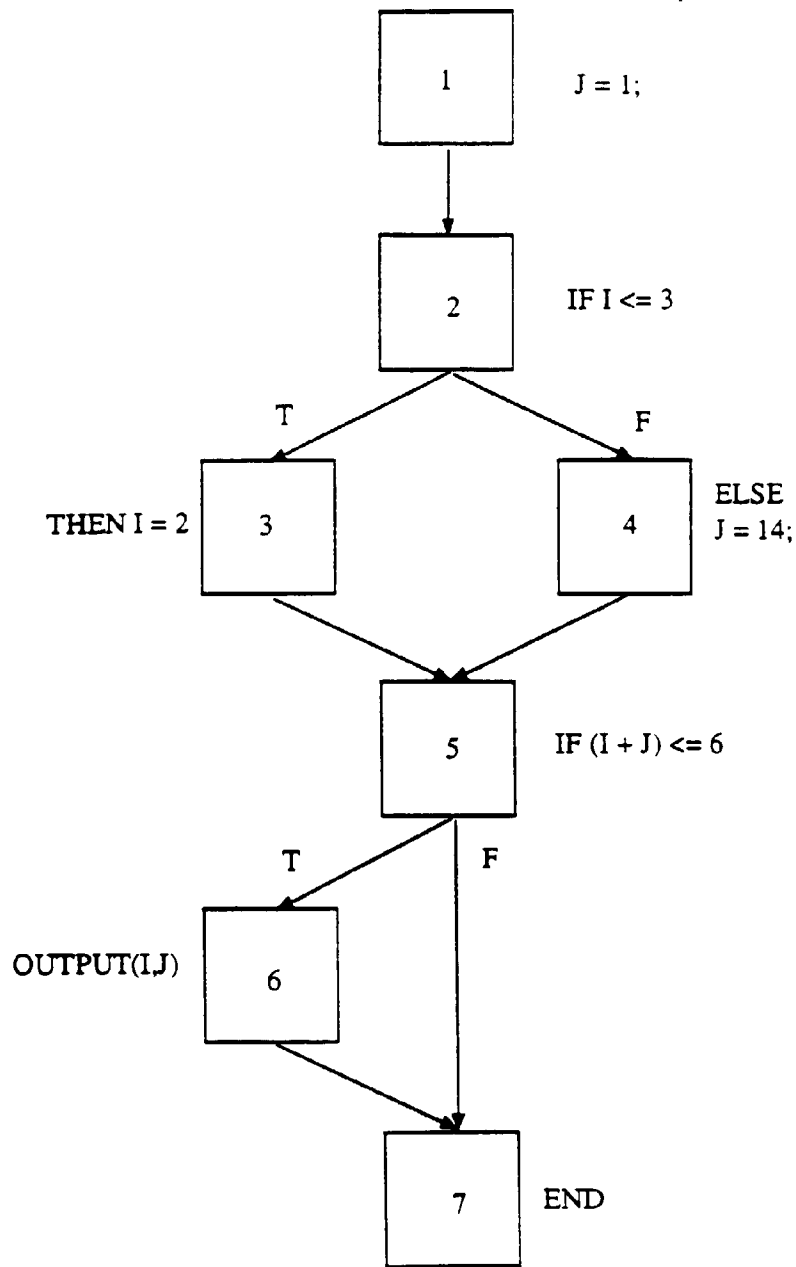 1
J = 1;
2
IF I <= 3
T
F
THEN I = 2
3
4
ELSE
J = 14;
5
IF (I + J) <= 6
T
F
OUTPUT(I,J)
6
7
END